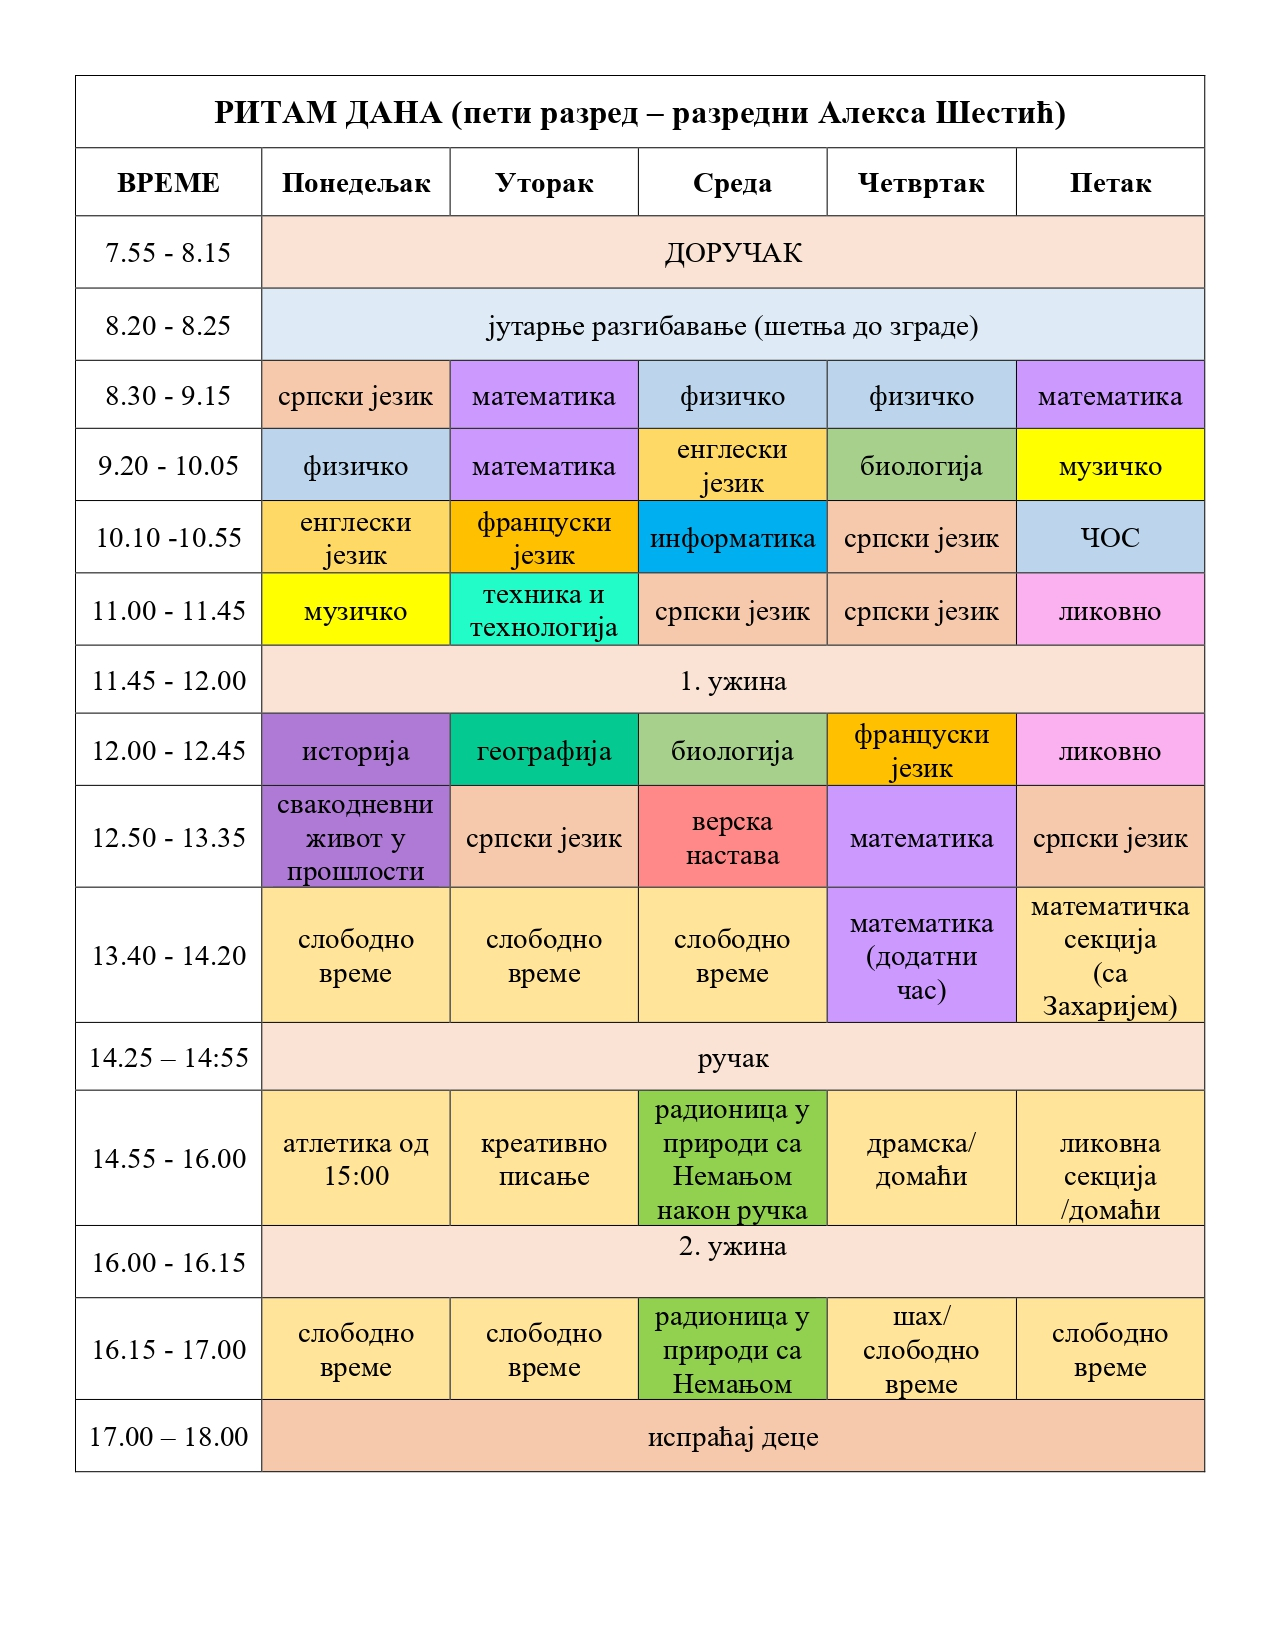 РИТАМ ДАНА (пети разред – разредни Алекса Шестић)
ВРЕМЕ Понедељак Уторак Среда Четвртак Петак
7.55 - 8.15 ДОРУЧАК
8.20 - 8.25 јутарње разгибавање (шетња до зграде)
8.30 - 9.15 српски језик математика физичко физичко математика
9.20 - 10.05 физичко математика енглески језик биологија музичко
10.10 -10.55 енглески језик француски језик информатика српски језик ЧОС
11.00 - 11.45 музичко техника и технологија српски језик српски језик ликовно
11.45 - 12.00 1. ужина
12.00 - 12.45 историја географија биологија француски језик ликовно
12.50 - 13.35 свакодневни живот у прошлости српски језик верска настава математика српски језик
13.40 - 14.20 слободно време слободно време слободно време математика (додатни час) математичка секција (са Захаријем)
14.25 – 14:55 ручак
14.55 - 16.00 атлетика од 15:00 креативно писање радионица у природи са Немањом након ручка драмска/ домаћи ликовна секција /домаћи
16.00 - 16.15 2. ужина
16.15 - 17.00 слободно време слободно време радионица у природи са Немањом шах/ слободно време слободно време
17.00 – 18.00 испраћај деце